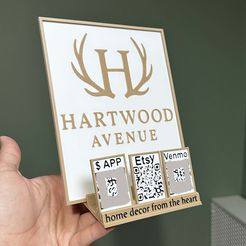 H
HARTWOOD
AVENUE
$ APP Etsy Venmo
home decor from the heart